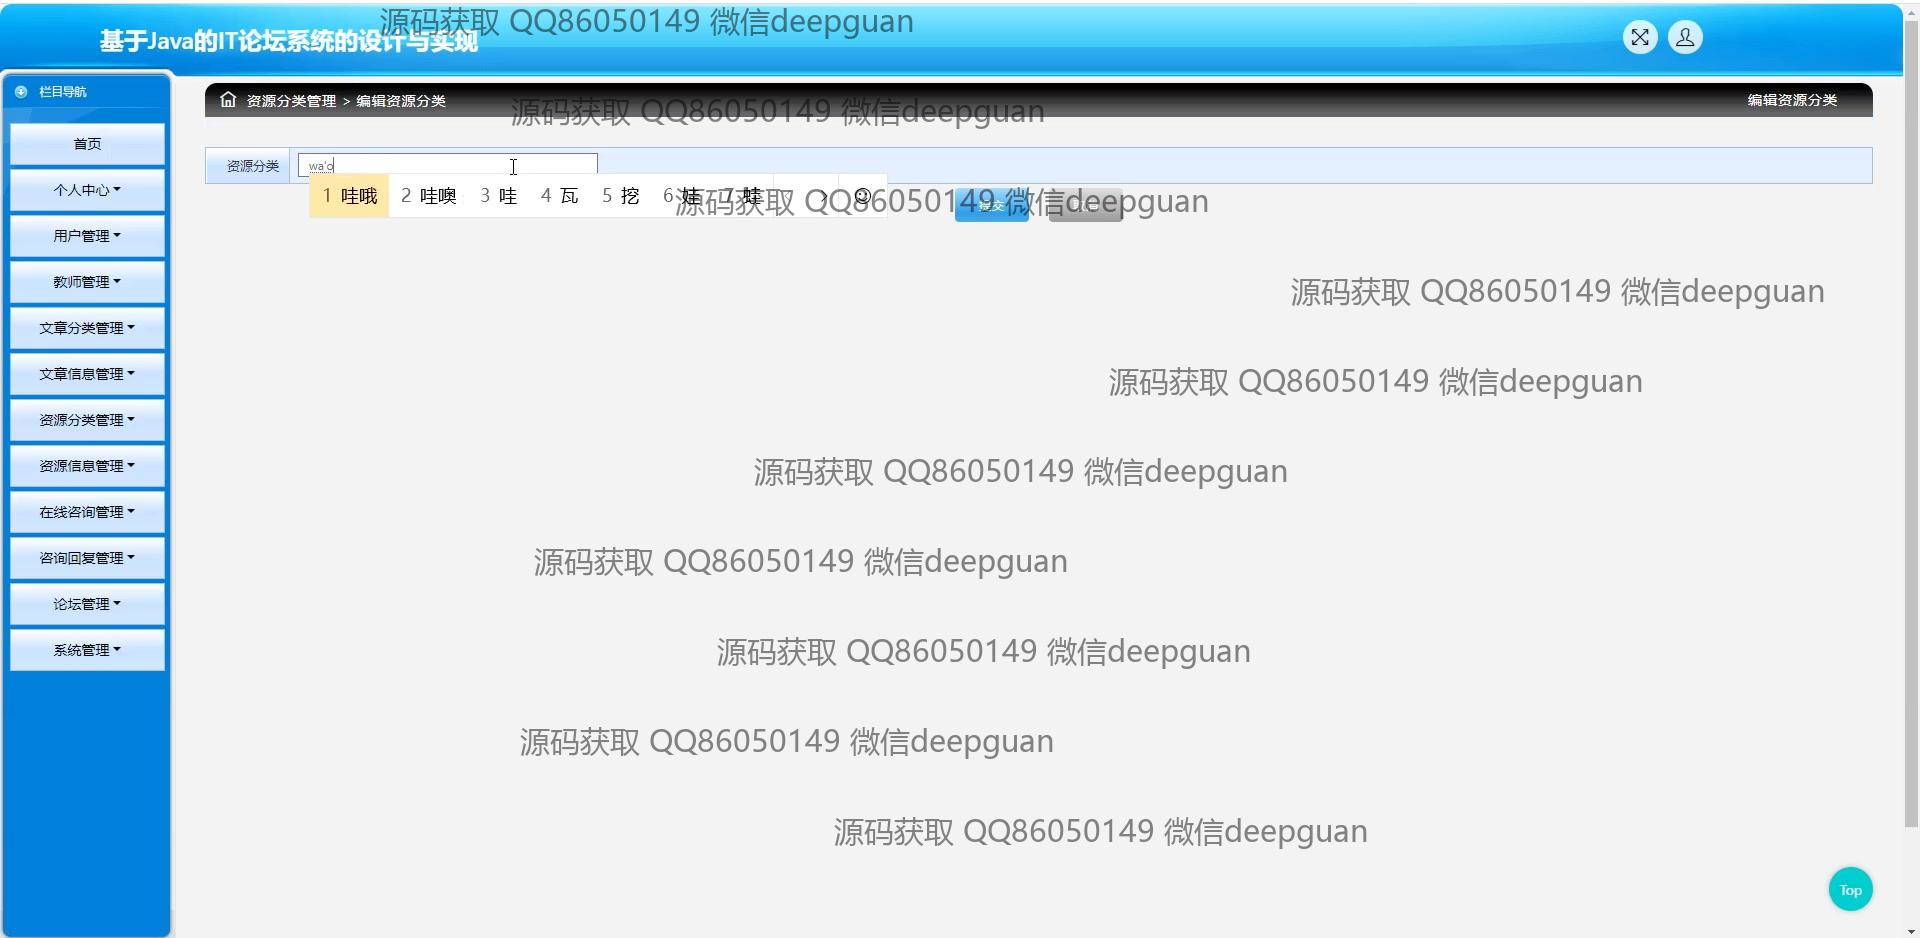 源码获取 QQ86050149 微信deepguan
基于Java的IT论坛系统的设计与实现
栏目导航
资源分类管理 > 编辑资源分类
编辑资源分类
源码获取 QQ86050149 微信deepguan
首页
资源分类
wa'o
1 哇哦 2 哇噢 3 哇 4 瓦 5 挖 6 娃 7 蛙
提交
源码获取 QQ86050149 微信deepguan
个人中心
用户管理
教师管理
源码获取 QQ86050149 微信deepguan
文章分类管理
文章信息管理
源码获取 QQ86050149 微信deepguan
资源分类管理
资源信息管理
源码获取 QQ86050149 微信deepguan
在线咨询管理
咨询回复管理
源码获取 QQ86050149 微信deepguan
论坛管理
系统管理
源码获取 QQ86050149 微信deepguan
源码获取 QQ86050149 微信deepguan
源码获取 QQ86050149 微信deepguan
Top